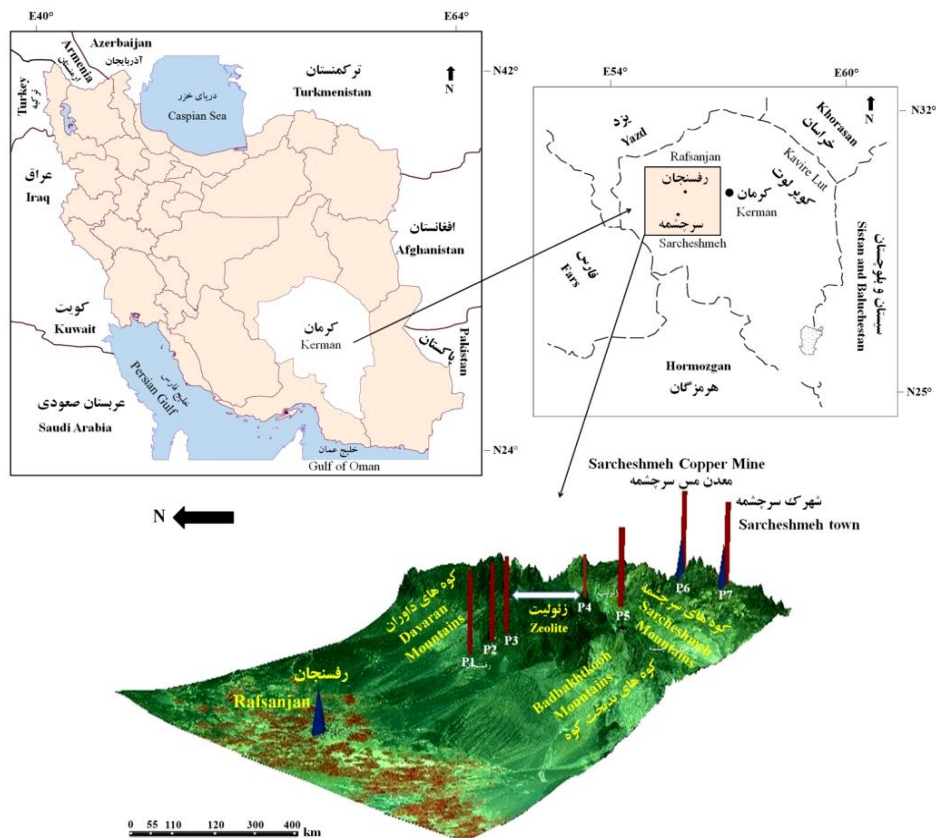 E40°
E64°
Armenia
ارمنستان
Azerbaijan
آذربایجان
Turkey
ترکیه
دریای خزر
Caspian Sea
ترکمنستان
Turkmenistan
N
N42°
عراق
Iraq
افغانستان
Afghanistan
کویت
Kuwait
کرمان
Kerman
پاکستان
Pakistan
خلیج فارس
Persian Gulf
عربستان صعودی
Saudi Arabia
خلیج عمان
Gulf of Oman
N24°
E54°
E60°
N
N32°
یزد
Yazd
Khorasan
خراسان
Kavire Lut
کویر لوت
Rafsanjan
رفسنجان
سرچشمه
Sarcheshmeh
کرمان
Kerman
فارس
Fars
سیستان و بلوچستان
Sistan and Baluchestan
Hormozgan
هرمزگان
N25°
N
Sarcheshmeh Copper Mine
معدن مس سرچشمه
شهرک سرچشمه
Sarcheshmeh town
کوه های داوران
Davaran
Mountains
P1
P2
P3
زئولیت
Zeolite
P4
P5
P6
P7
کوه های سرچشمه
Sarcheshmeh
Mountains
Badbakhtkooh
Mountains
کوه های بدبخت کوه
رفسنجان
Rafsanjan
0 55 110 220 300 400
km